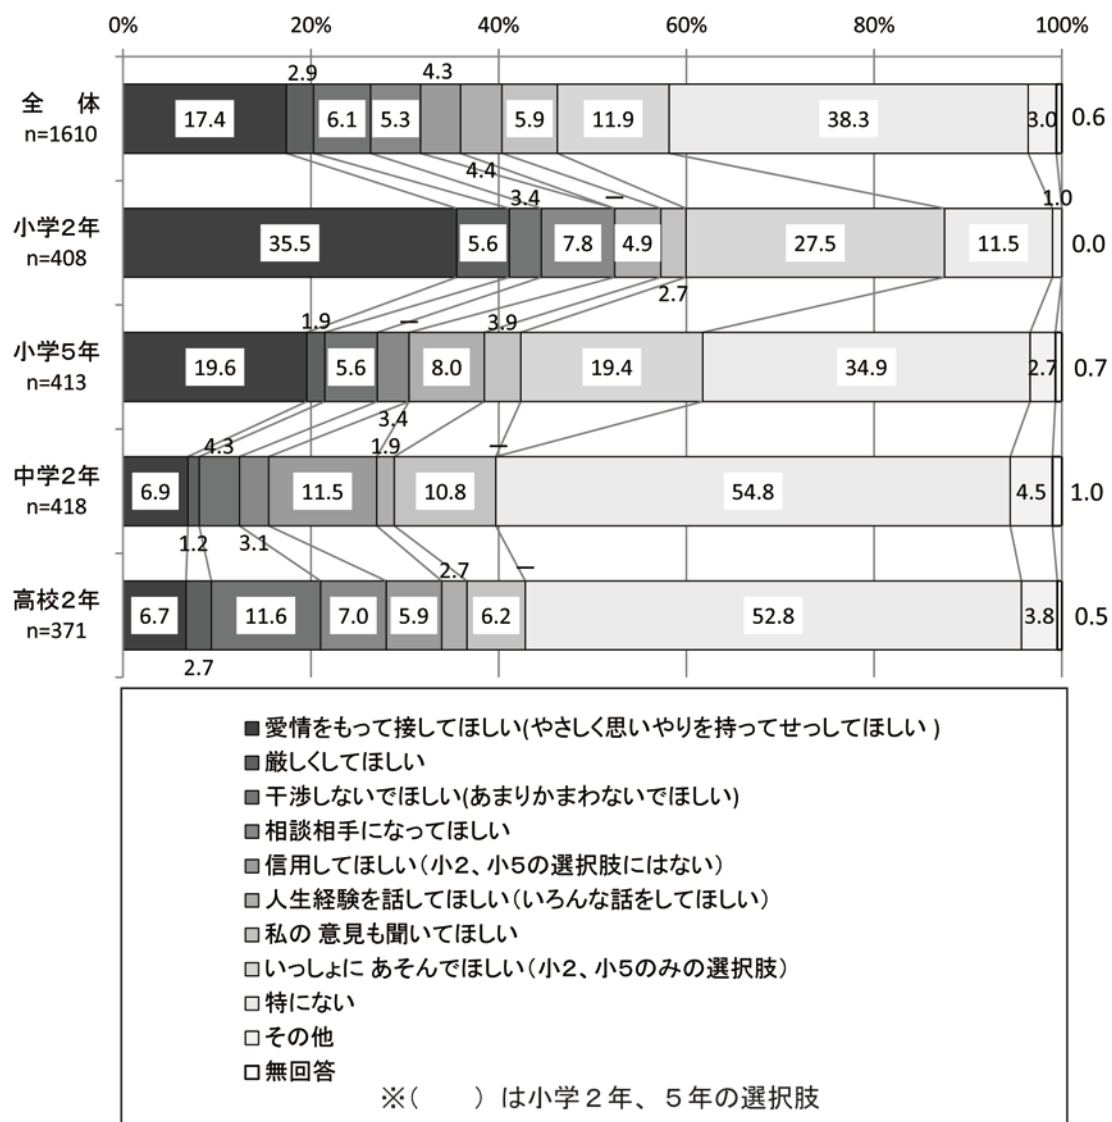 0% 20% 40% 60% 80% 100%
2.9 4.3
全 体 17.4 6.1 5.3 5.9 11.9 38.3 3.0 0.6
n=1610
4.4
3.4 — 1.0
小学2年 35.5 5.6 7.8 4.9 27.5 11.5 0.0
n=408
2.7
1.9 — 3.9
小学5年 19.6 5.6 8.0 19.4 34.9 2.7 0.7
n=413
3.4
4.3 1.9 —
中学2年 6.9 11.5 10.8 54.8 4.5 1.0
n=418
1.2 3.1
2.7 —
高校2年 6.7 11.6 7.0 5.9 6.2 52.8 3.8 0.5
n=371
2.7
愛情をもって接してほしい(やさしく思いやりを持ってせっしてほしい )
厳しくしてほしい
干渉しないでほしい(あまりかまわないでほしい)
相談相手になってほしい
信用してほしい(小2、小5の選択肢にはない)
人生経験を話してほしい(いろんな話をしてほしい)
私の 意見も聞いてほしい
いっしょに あそんでほしい(小2、小5のみの選択肢)
特にない
その他
無回答
※(　　) は小学２年、５年の選択肢